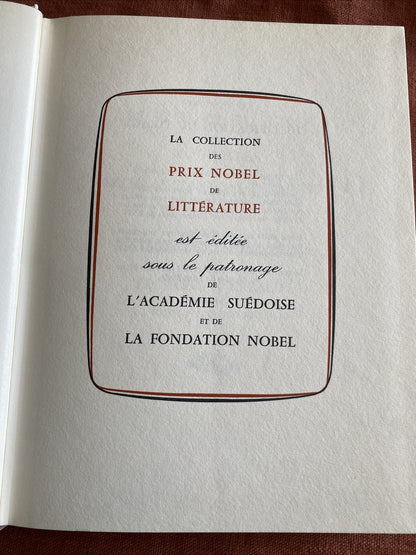 LA COLLECTION
DES
PRIX NOBEL
DE
LITTÉRATURE
est éditée
sous le patronage
DE
L'ACADÉMIE SUÉDOISE
ET DE
LA FONDATION NOBEL